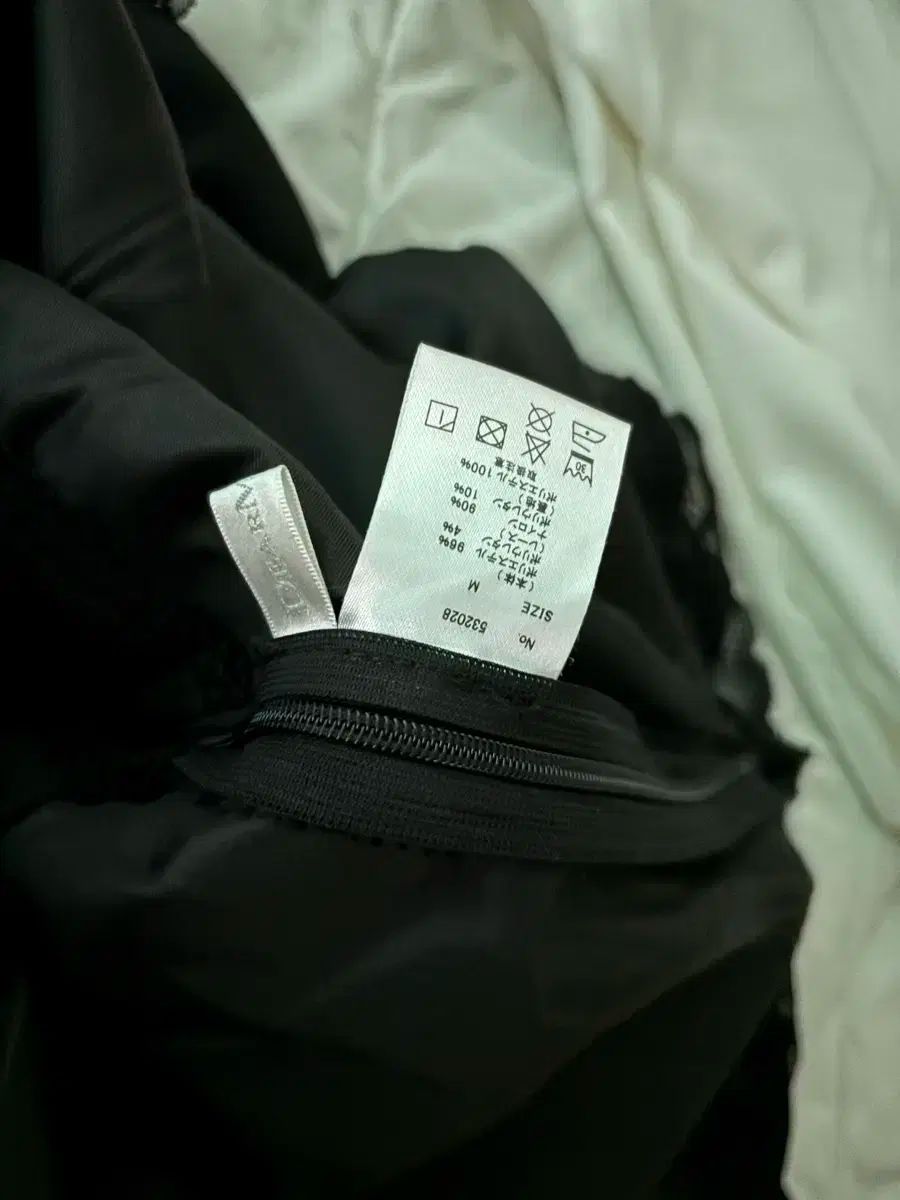 No. 532028
SIZE M
(本体)
ポリエステル 96%
ポリウレタン 4%
(レース)
ナイロン 90%
ポリウレタン 10%
(裏地)
ポリエステル 100%
取扱注意
30